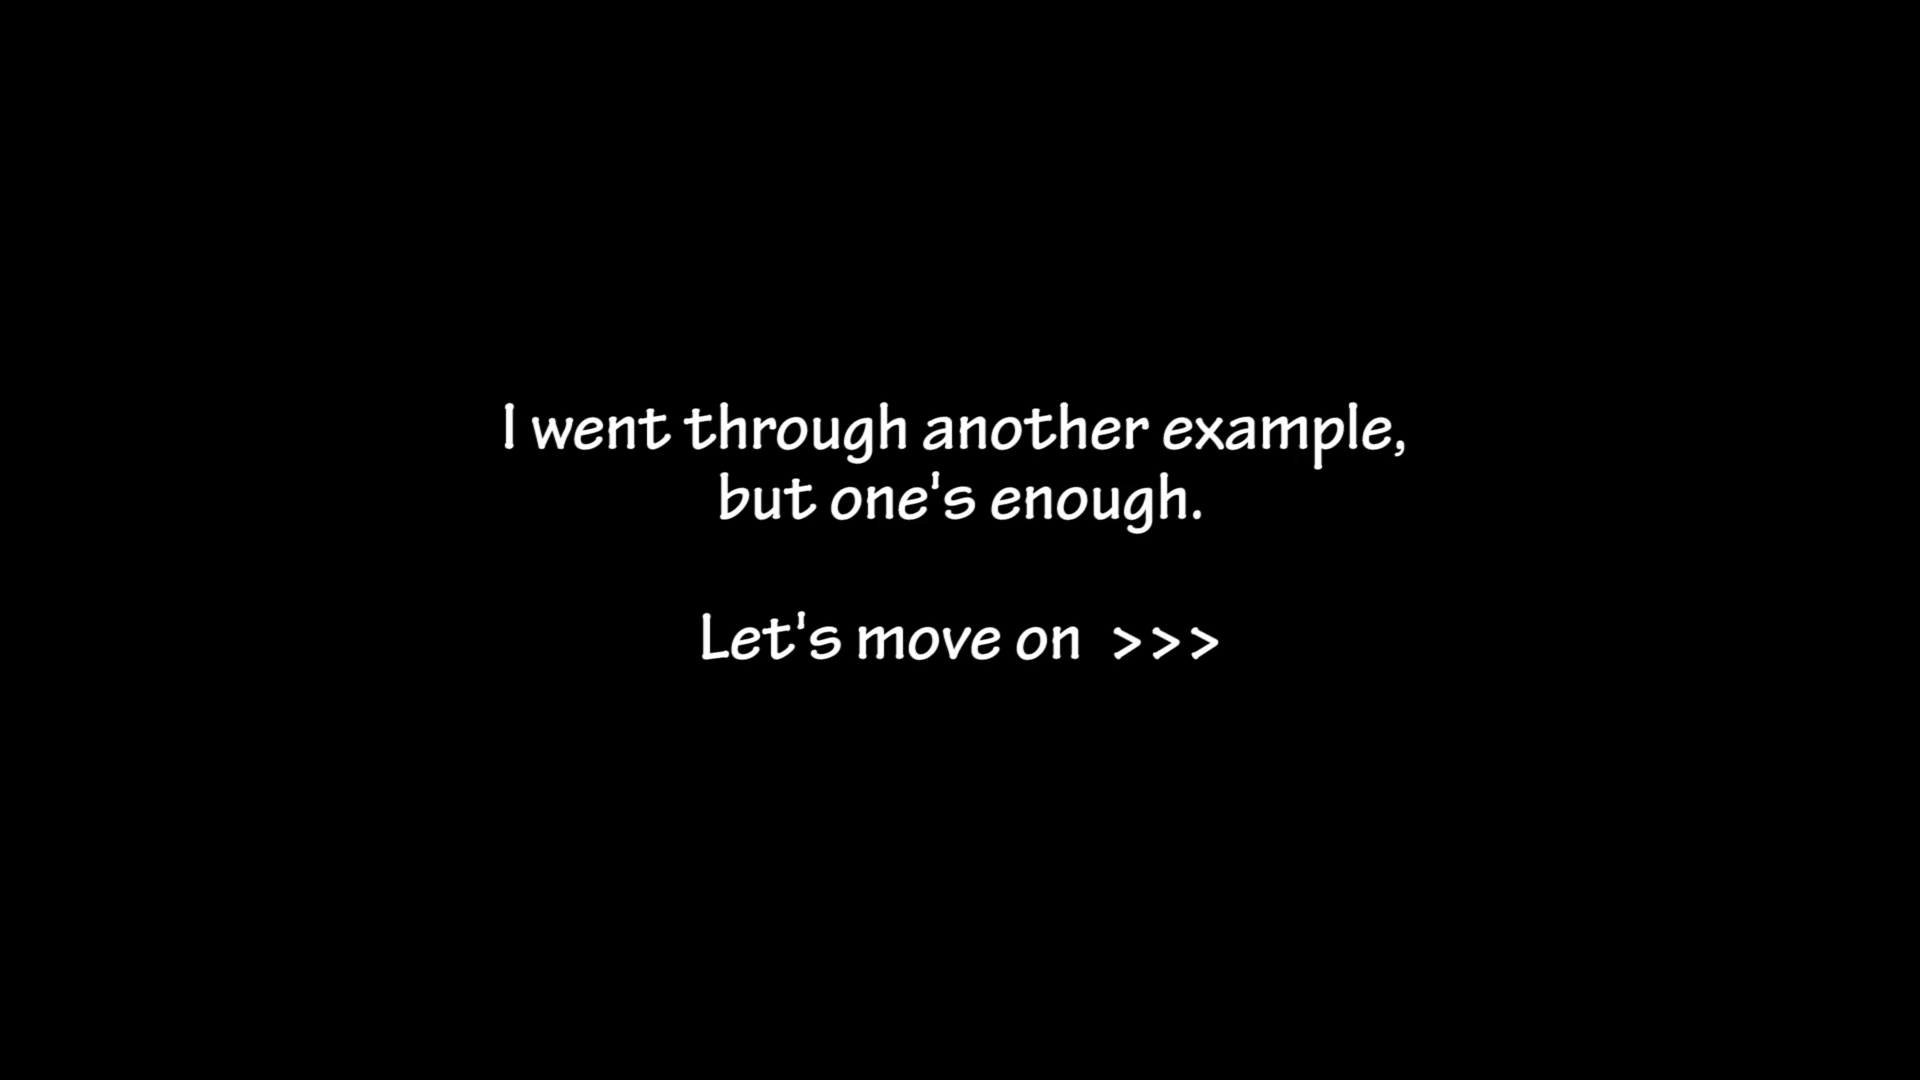 I went through another example,
but one's enough.
Let's move on >>>